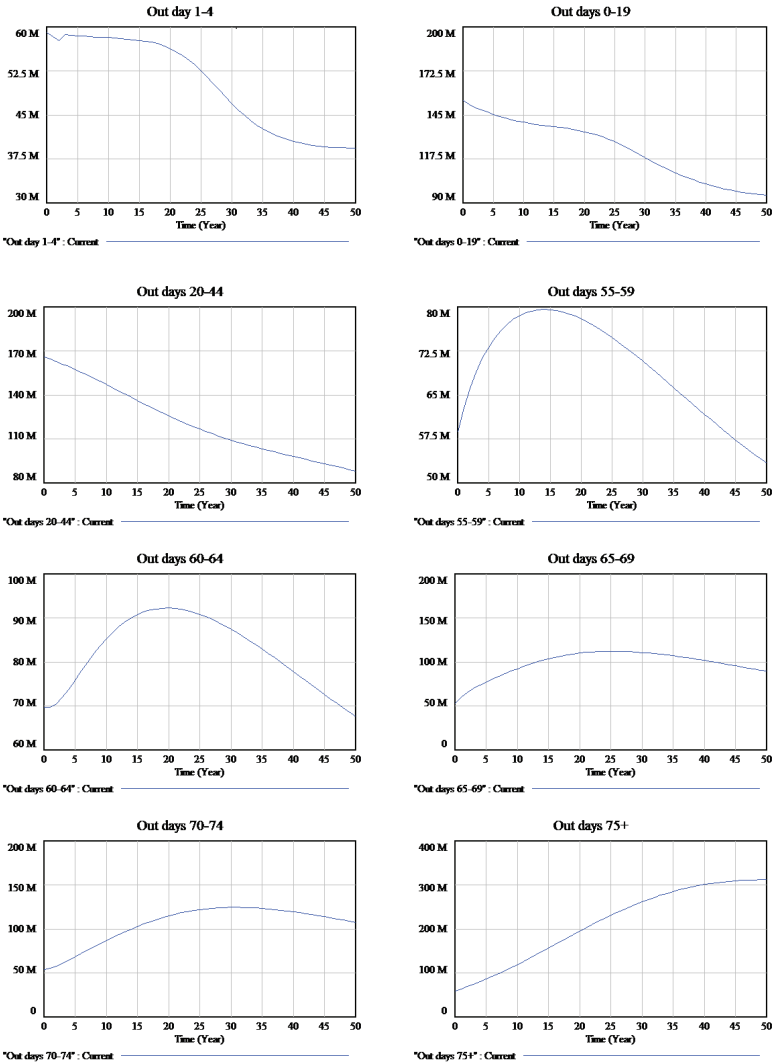 Out day 1-4
60 M
52.5 M
45 M
37.5 M
30 M
0 5 10 15 20 25 30 35 40 45 50
Time (Year)
"Out day 1-4" : Current
Out days 0-19
200 M
172.5 M
145 M
117.5 M
90 M
0 5 10 15 20 25 30 35 40 45 50
Time (Year)
"Out days 0-19" : Current
Out days 20-44
200 M
170 M
140 M
110 M
80 M
0 5 10 15 20 25 30 35 40 45 50
Time (Year)
"Out days 20-44" : Current
Out days 55-59
80 M
72.5 M
65 M
57.5 M
50 M
0 5 10 15 20 25 30 35 40 45 50
Time (Year)
"Out days 55-59" : Current
Out days 60-64
100 M
90 M
80 M
70 M
60 M
0 5 10 15 20 25 30 35 40 45 50
Time (Year)
"Out days 60-64" : Current
Out days 65-69
200 M
150 M
100 M
50 M
0
0 5 10 15 20 25 30 35 40 45 50
Time (Year)
"Out days 65-69" : Current
Out days 70-74
200 M
150 M
100 M
50 M
0
0 5 10 15 20 25 30 35 40 45 50
Time (Year)
"Out days 70-74" : Current
Out days 75+
400 M
300 M
200 M
100 M
0
0 5 10 15 20 25 30 35 40 45 50
Time (Year)
"Out days 75+" : Current